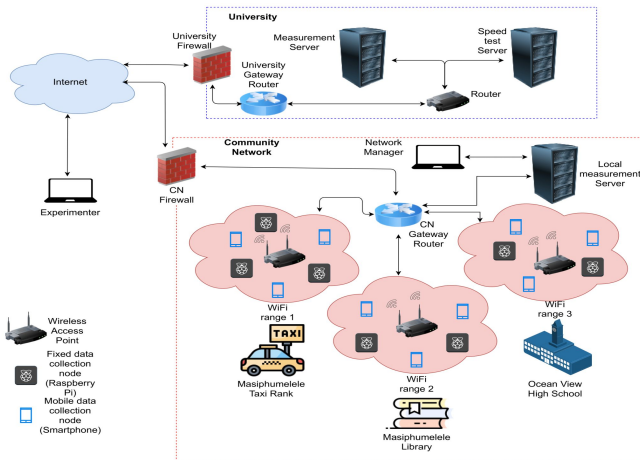 University
University
Firewall
Measurement
Server
Speed
test Server
Internet
University
Gateway
Router
Router
Community
Network
Network
Manager
CN
Firewall
Local
measurement
Server
Experimenter
CN
Gateway
Router
WiFi
range 1
WiFi
range 3
Wireless
Access
Point
TAXI
Fixed data
collection
node
(Raspberry
Pi)
Masiphumelele
Taxi Rank
WiFi
range 2
Ocean View
High School
Mobile data
collection
node
(Smartphone)
Masiphumelele
Library